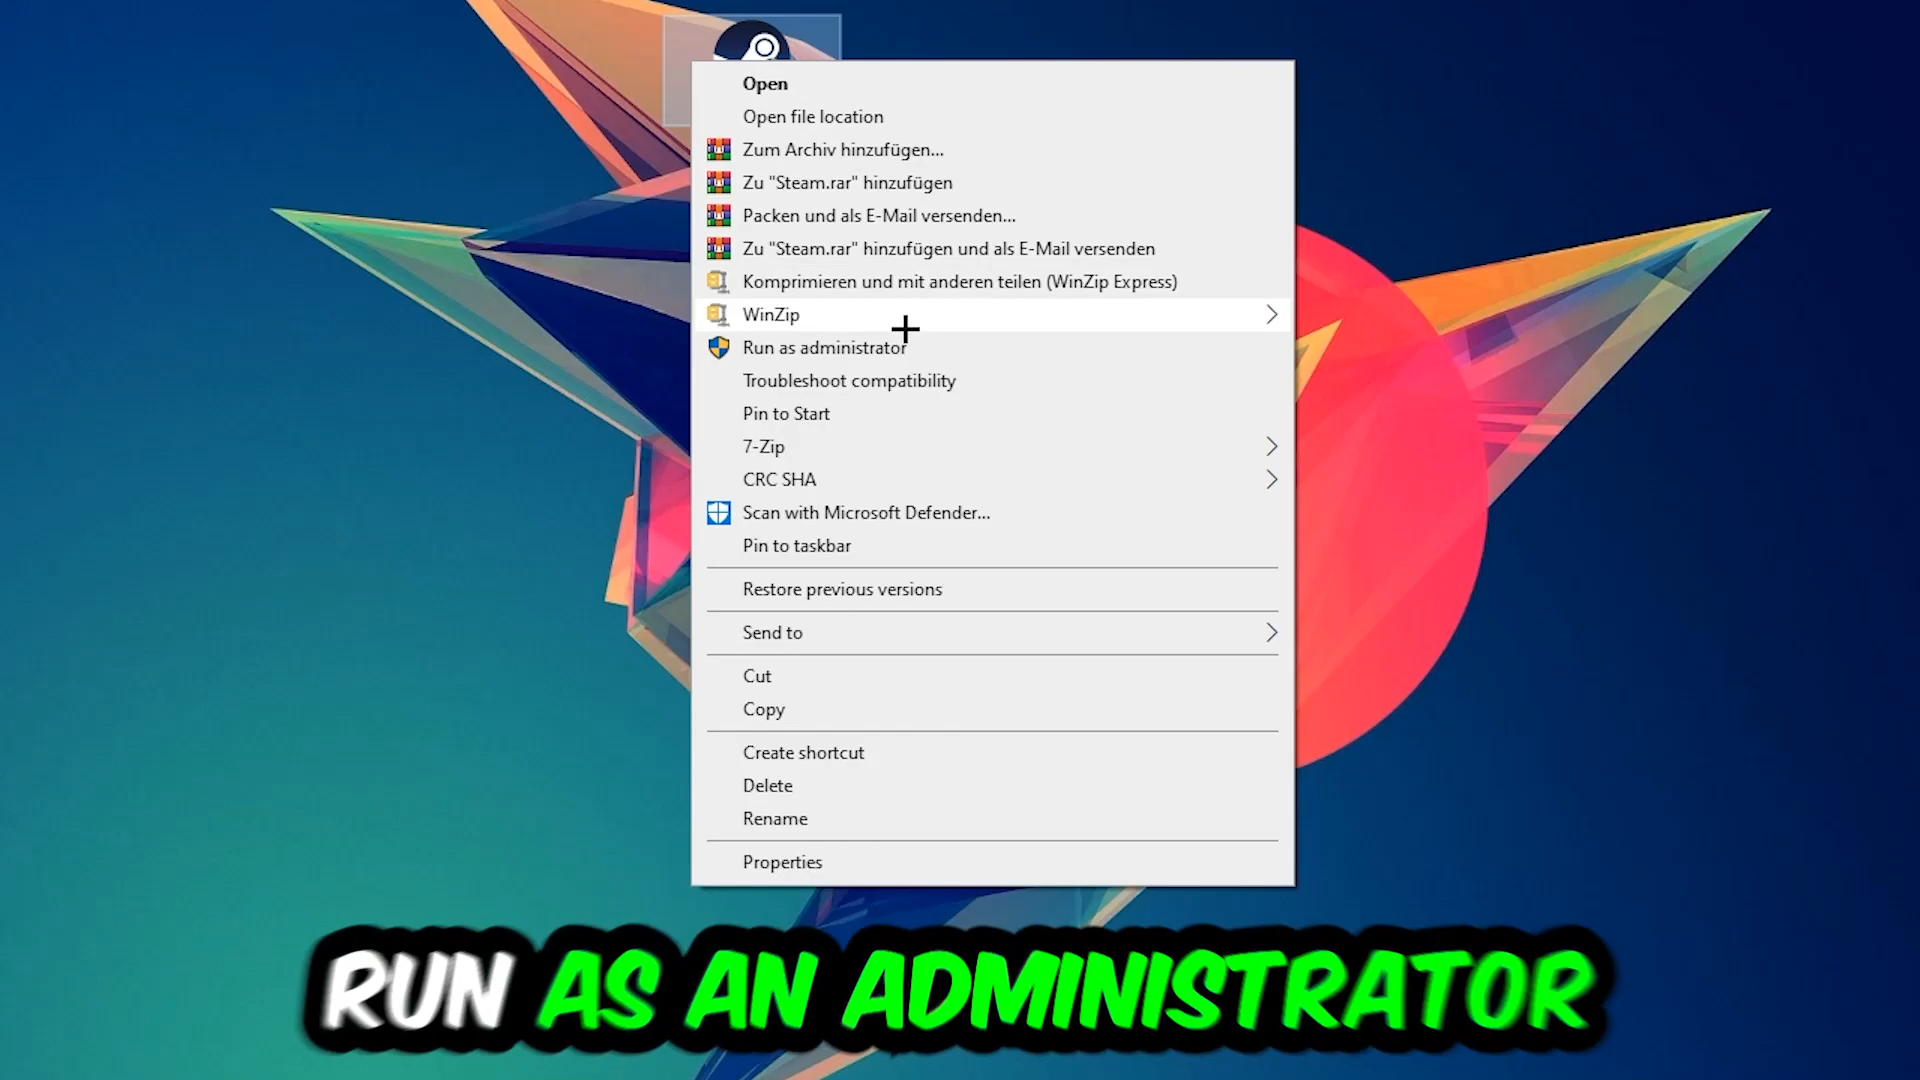 Open
Open file location
Zum Archiv hinzufügen...
Zu "Steam.rar" hinzufügen
Packen und als E-Mail versenden...
Zu "Steam.rar" hinzufügen und als E-Mail versenden
Komprimieren und mit anderen teilen (WinZip Express)
WinZip
Run as administrator
Troubleshoot compatibility
Pin to Start
7-Zip
CRC SHA
Scan with Microsoft Defender...
Pin to taskbar
Restore previous versions
Send to
Cut
Copy
Create shortcut
Delete
Rename
Properties
RUN AS AN ADMINISTRATOR